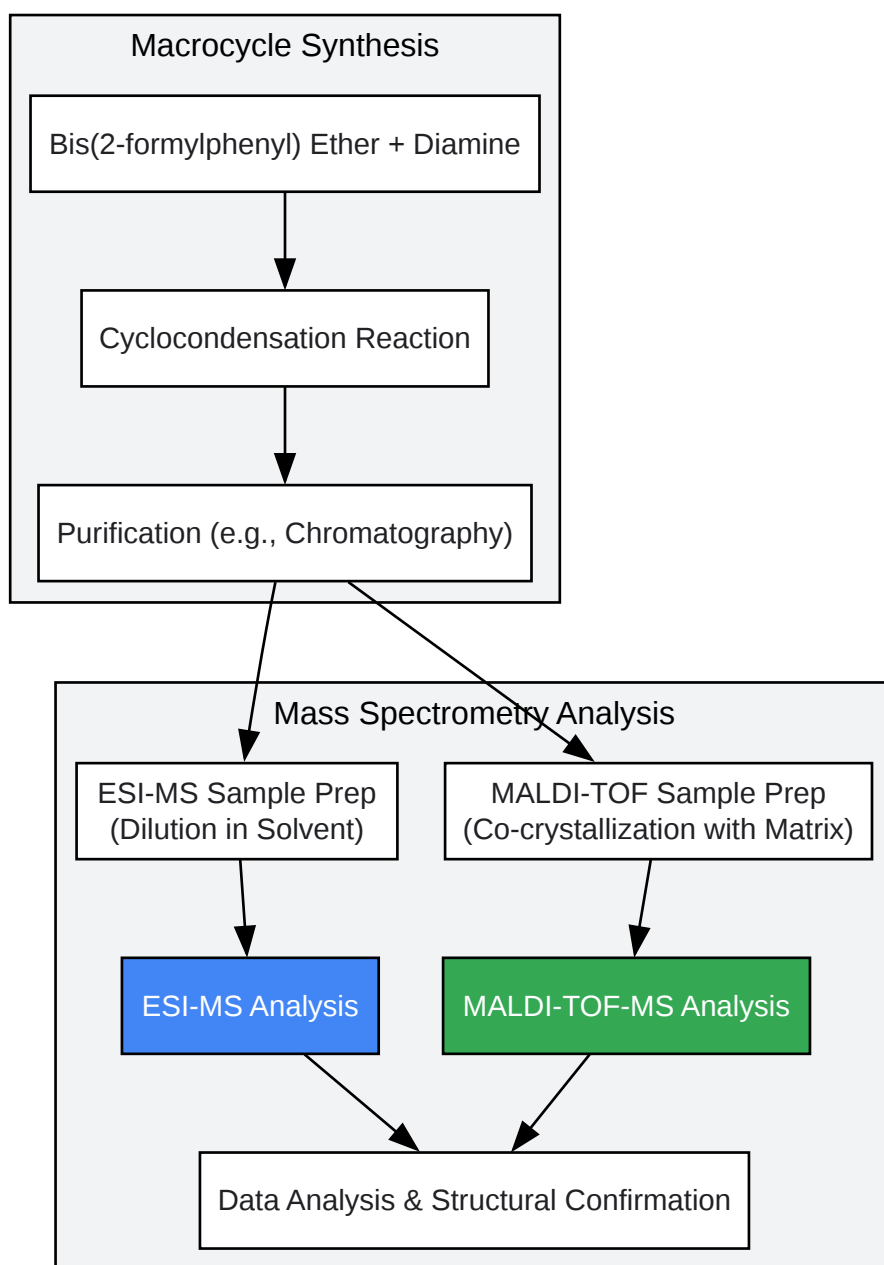 Macrocycle Synthesis
Bis(2-formylphenyl) Ether + Diamine
Cyclocondensation Reaction
Purification (e.g., Chromatography)
Mass Spectrometry Analysis
ESI-MS Sample Prep
(Dilution in Solvent)
MALDI-TOF Sample Prep
(Co-crystallization with Matrix)
ESI-MS Analysis
MALDI-TOF-MS Analysis
Data Analysis & Structural Confirmation